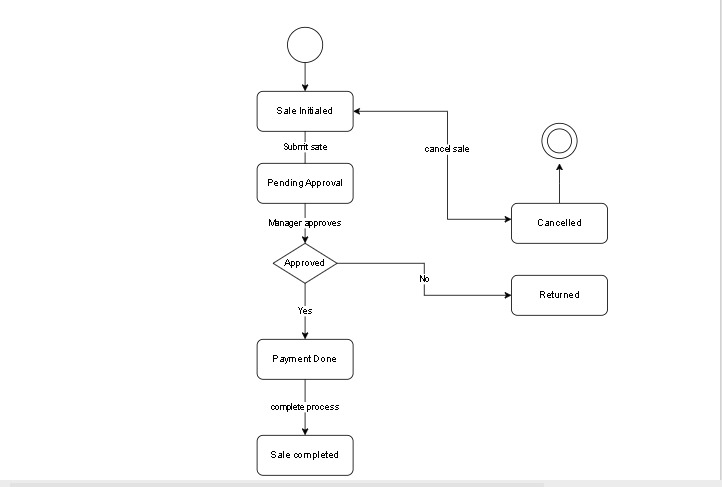 Sale Initialed
Submit sate
cancel sale
Pending Approval
Cancelled
Manager approves
Approved
No
Returned
Yes
Payment Done
complete process
Sale completed